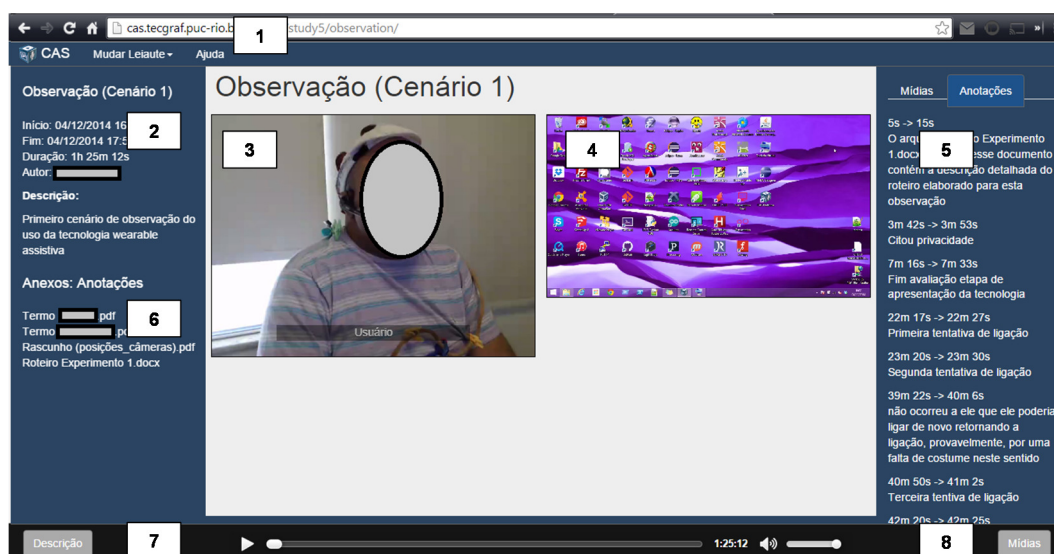 cas.tecgraf.puc-rio.b
study5/observation/
1
CAS
Mudar Leiaute
Ajuda
Observação (Cenário 1)
Início: 04/12/2014 16
Fim: 04/12/2014 17:5
Duração: 1h 25m 12s
Autor:
2
Descrição:
Primeiro cenário de observação do
uso da tecnologia wearable
assistiva
Anexos: Anotações
Termo .pdf
Termo .p
Rascunho (posições_câmeras).pdf
Roteiro Experimento 1.docx
6
Observação (Cenário 1)
3
Usuário
4
Mídias
Anotações
5s -> 15s
O arqu o Experimento
1.docx esse documento
contém a descrição detalhada do
roteiro elaborado para esta
observação
5
3m 42s -> 3m 53s
Citou privacidade
7m 16s -> 7m 33s
Fim avaliação etapa de
apresentação da tecnologia
22m 17s -> 22m 27s
Primeira tentativa de ligação
23m 20s -> 23m 30s
Segunda tentativa de ligação
39m 22s -> 40m 6s
não ocorreu a ele que ele poderia
ligar de novo retornando a
ligação, provavelmente, por uma
falta de costume neste sentido
40m 50s -> 41m 2s
Terceira tentiva de ligação
42m 20s -> 42m 25s
Descrição
7
1:25:12
8
Mídias